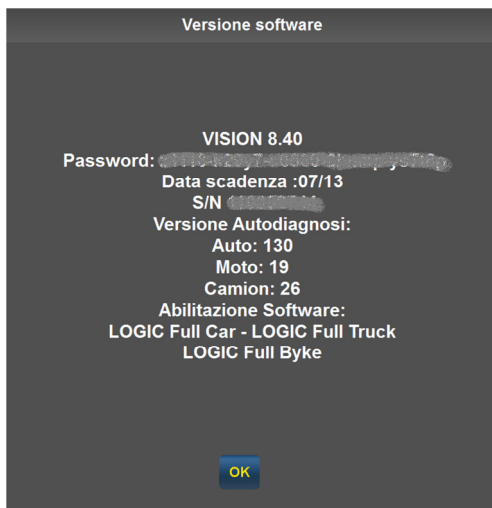 Versione software
VISION 8.40
Password:
Data scadenza :07/13
S/N
Versione Autodiagnosi:
Auto: 130
Moto: 19
Camion: 26
Abilitazione Software:
LOGIC Full Car - LOGIC Full Truck
LOGIC Full Byke
OK